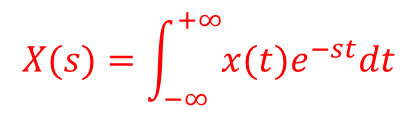 X(s) = ∫_{-∞}^{+∞} x(t)e^{-st}dt